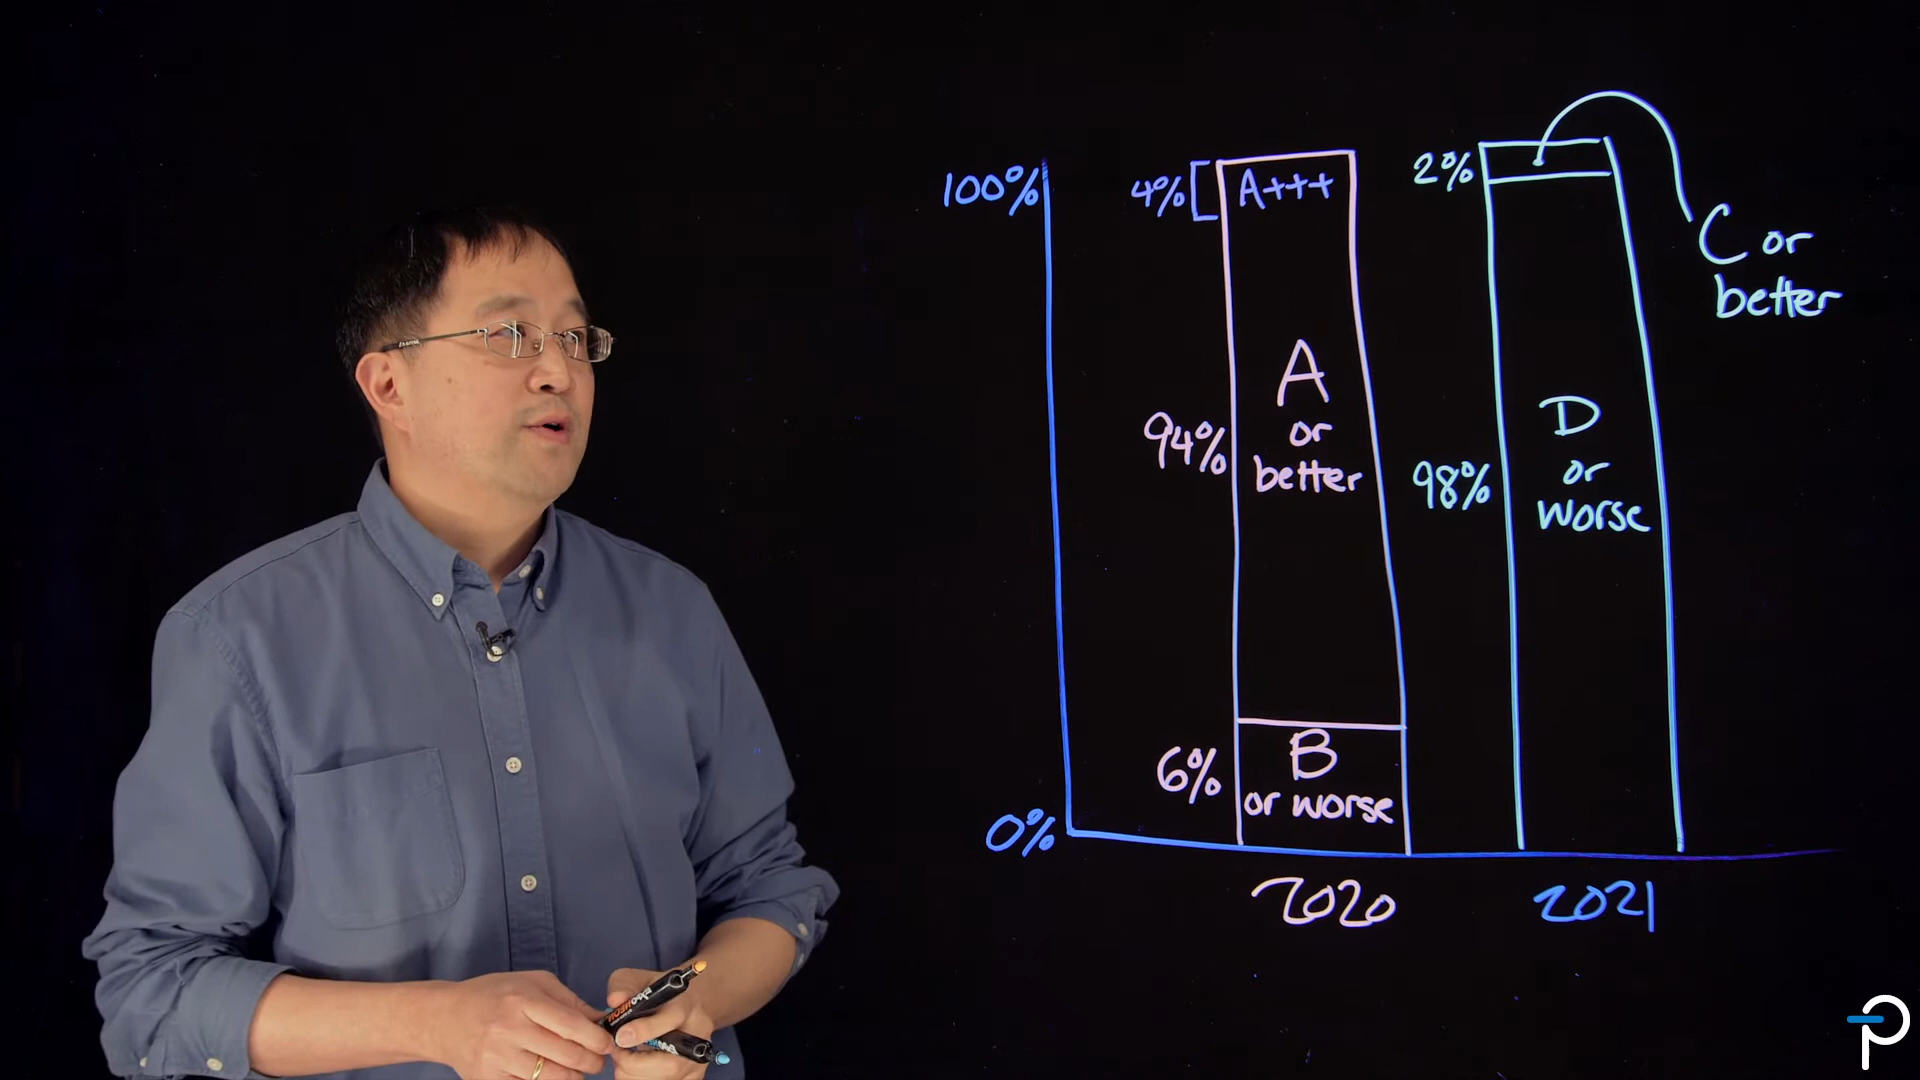 100%
0%
4%
A+++
94%
A
or
better
6%
B
or worse
2020
2%
C or
better
98%
D
or
worse
2021